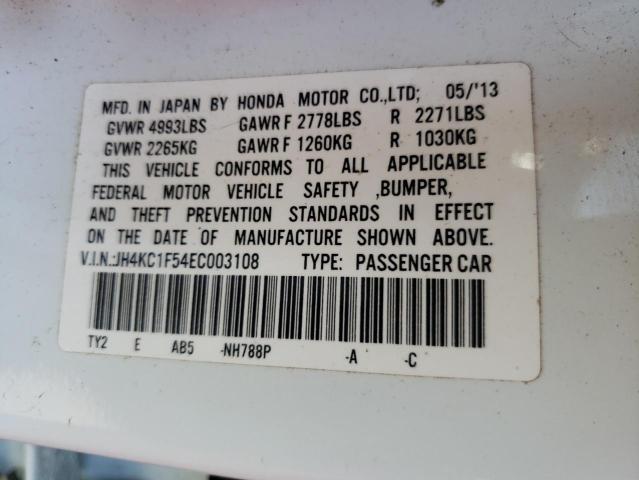 MFD. IN JAPAN BY HONDA MOTOR CO.,LTD; 05/'13
GVWR 4993LBS GAWR F 2778LBS R 2271LBS
GVWR 2265KG GAWR F 1260KG R 1030KG
THIS VEHICLE CONFORMS TO ALL APPLICABLE
FEDERAL MOTOR VEHICLE SAFETY ,BUMPER,
AND THEFT PREVENTION STANDARDS IN EFFECT
ON THE DATE OF MANUFACTURE SHOWN ABOVE.
V.I.N.:JH4KC1F54EC003108 TYPE: PASSENGER CAR
TY2 E AB5 -NH788P -A -C